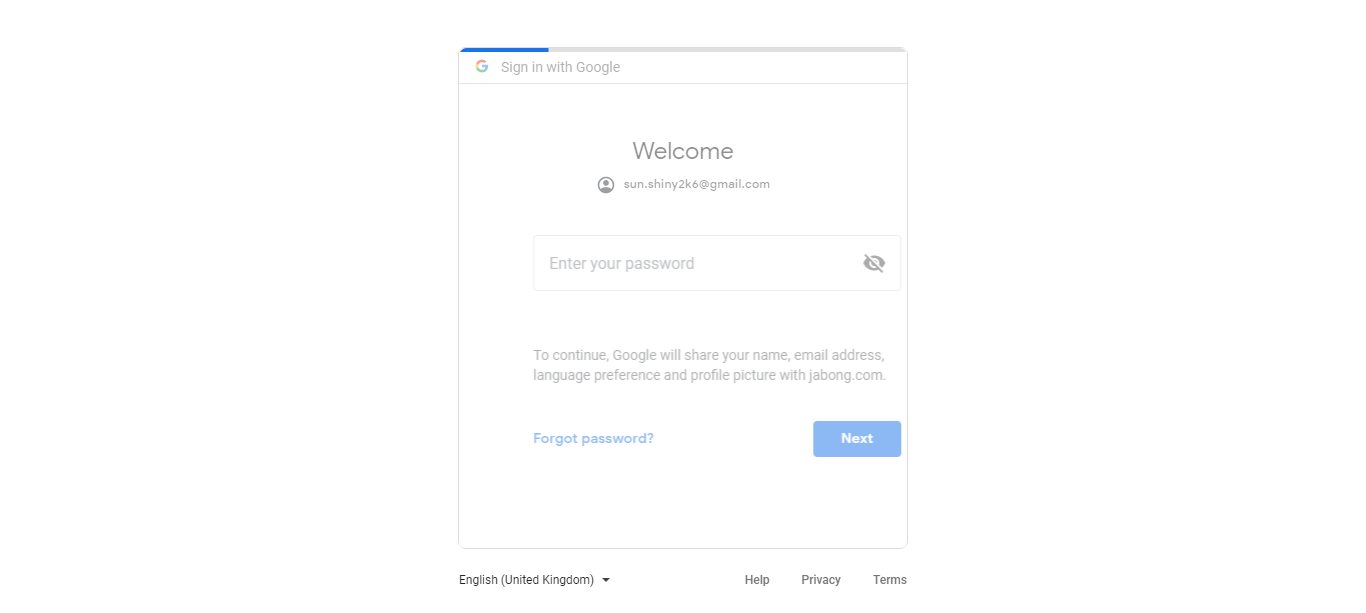 Sign in with Google
Welcome
sun.shiny2k6@gmail.com
Enter your password
To continue, Google will share your name, email address,
language preference and profile picture with jabong.com.
Forgot password?
Next
English (United Kingdom)
Help
Privacy
Terms